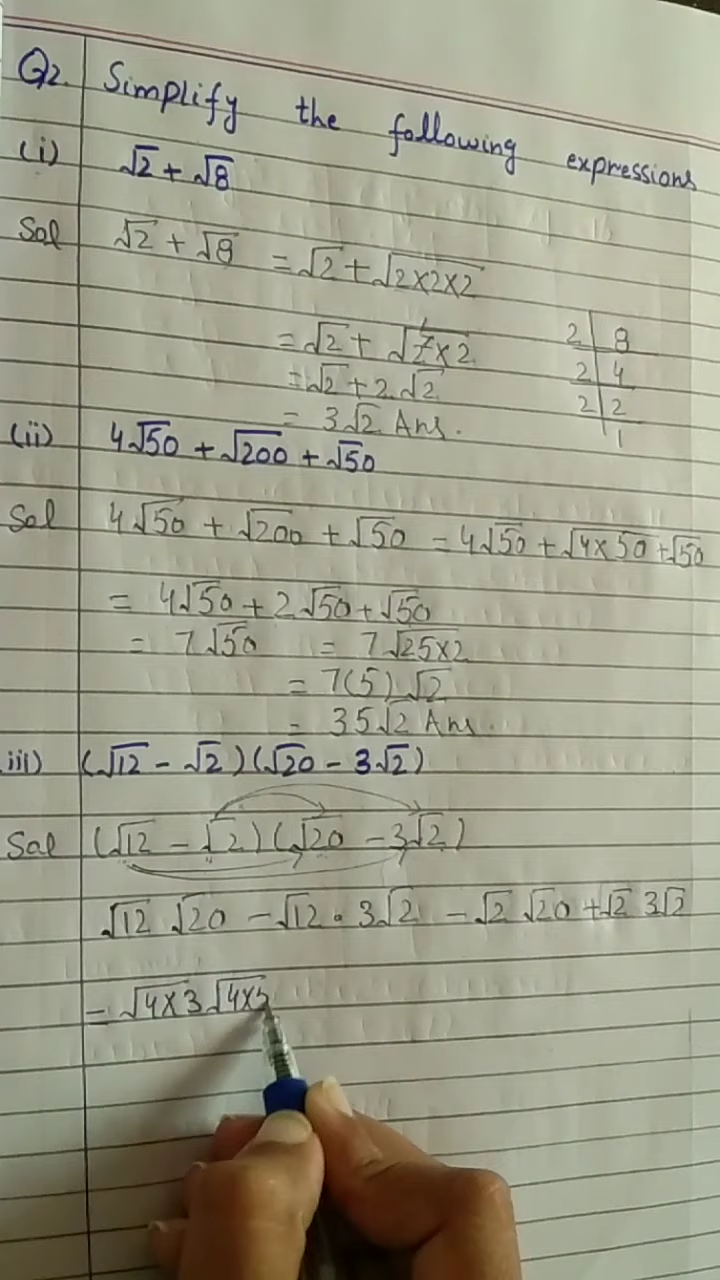 Q2. Simplify the following expressions
(i) √2 + √8
Sol √2 + √8 = √2 + √2×2×2
= √2 + √2²×2
= √2 + 2√2
= 3√2 Ans.
2 | 8
2 | 4
2 | 2
1
(ii) 4√50 + √200 + √50
Sol 4√50 + √200 + √50 = 4√50 + √4×50 + √50
= 4√50 + 2√50 + √50
= 7√50 = 7√25×2
= 7(5)√2
= 35√2 Ans.
iii) (√12 - √2)(√20 - 3√2)
Sol (√12 - √2)(√20 - 3√2)
√12 √20 - √12 · 3√2 - √2 √20 + √2 3√2
= √4×3 √4×5